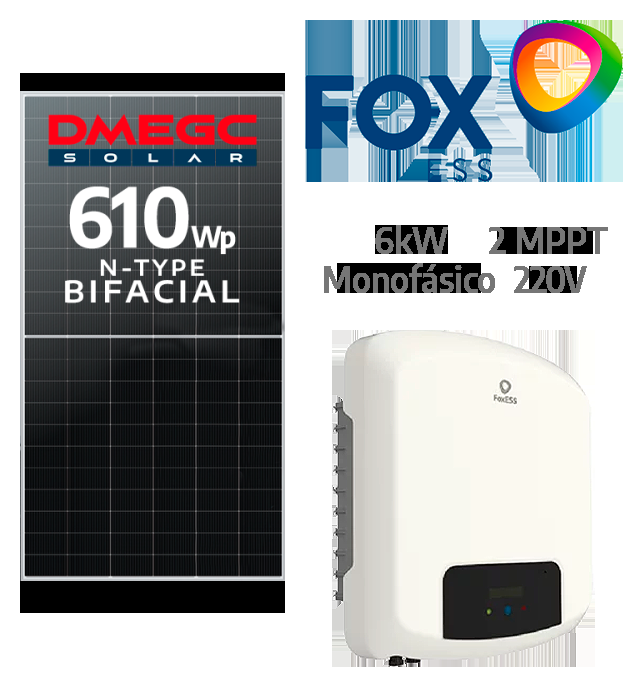 DMEGC
SOLAR
610Wp
N-TYPE
BIFACIAL
FOX
ESS
6kW 2 MPPT
Monofásico 220V
FoxESS